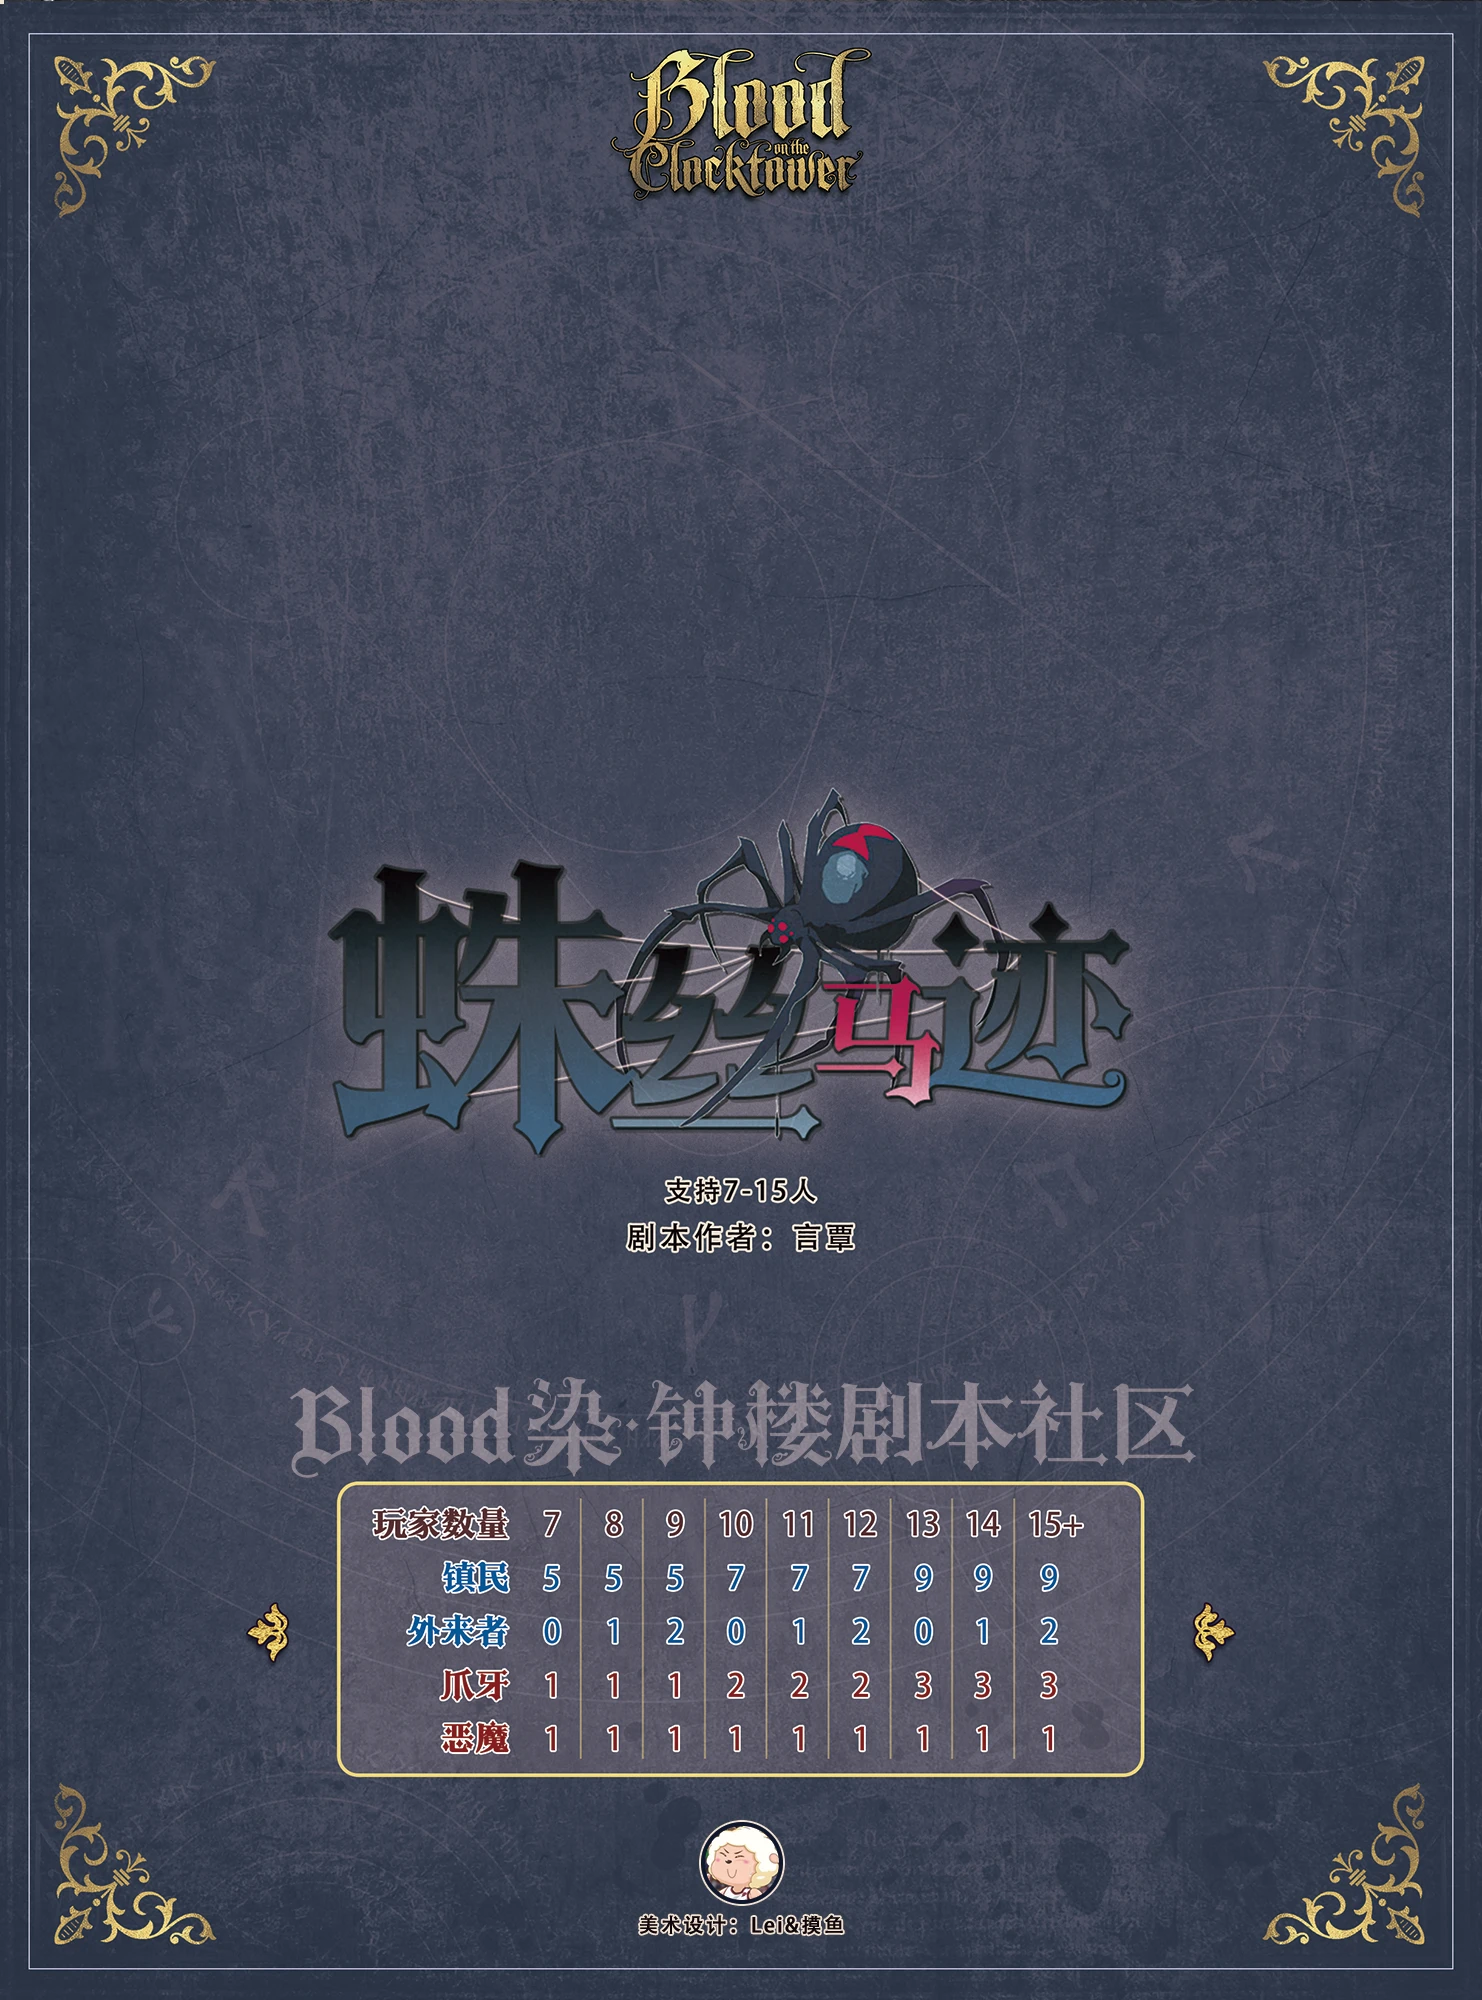 Blood
on the
Clocktower
蛛丝马迹
支持7-15人
剧本作者：言覃
Blood染·钟楼剧本社区
玩家数量 7 8 9 10 11 12 13 14 15+
镇民 5 5 5 7 7 7 9 9 9
外来者 0 1 2 0 1 2 0 1 2
爪牙 1 1 1 2 2 2 3 3 3
恶魔 1 1 1 1 1 1 1 1 1
美术设计：Lei&摸鱼